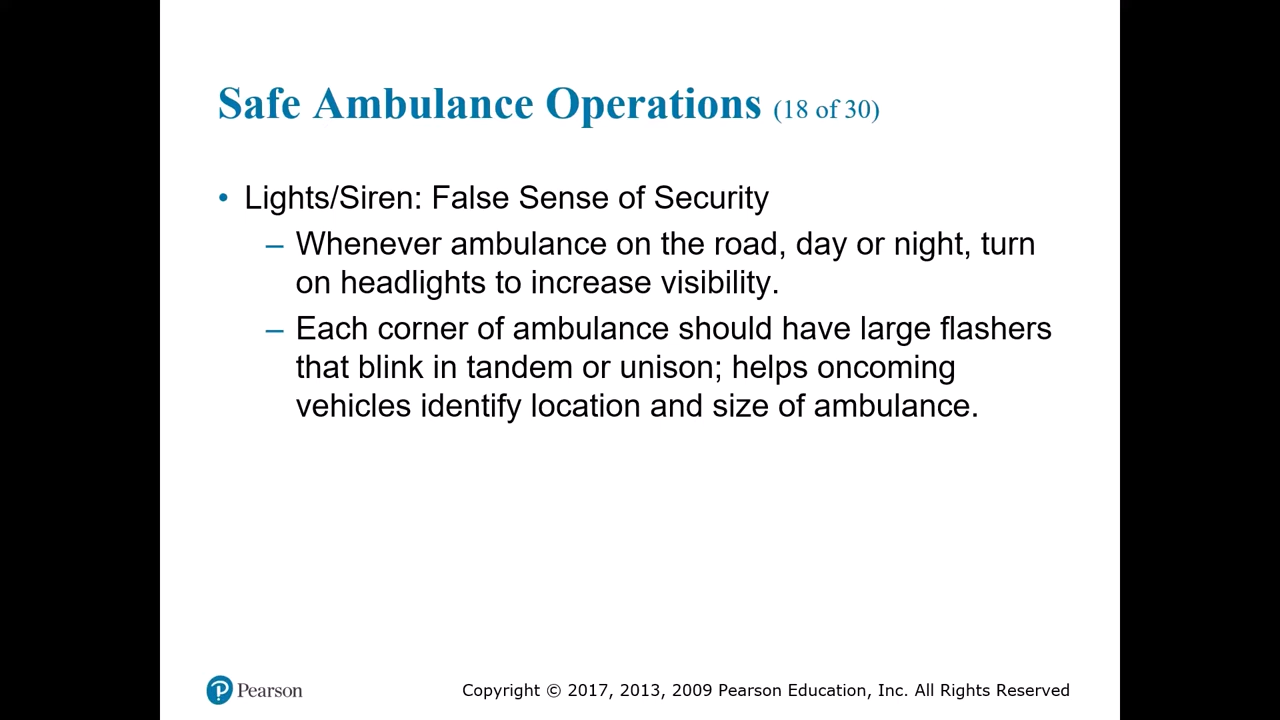 Safe Ambulance Operations (18 of 30)
• Lights/Siren: False Sense of Security
– Whenever ambulance on the road, day or night, turn
on headlights to increase visibility.
– Each corner of ambulance should have large flashers
that blink in tandem or unison; helps oncoming
vehicles identify location and size of ambulance.
P Pearson
Copyright © 2017, 2013, 2009 Pearson Education, Inc. All Rights Reserved